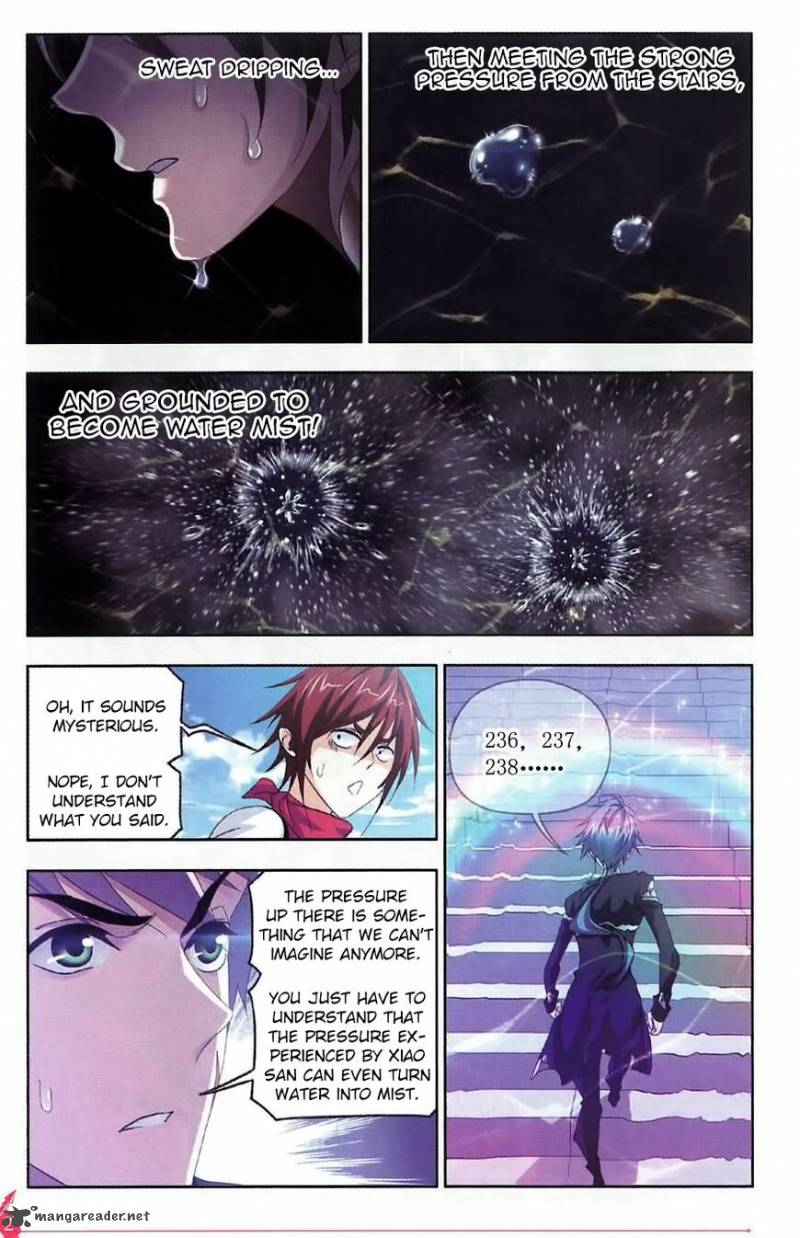 SWEAT DRIPPING...
THEN MEETING THE STRONG
PRESSURE FROM THE STAIRS,
AND GROUNDED TO
BECOME WATER MIST!
OH, IT SOUNDS
MYSTERIOUS.
NOPE, I DON'T
UNDERSTAND
WHAT YOU SAID.
236, 237,
238······
THE PRESSURE
UP THERE IS SOME-
THING THAT WE CAN'T
IMAGINE ANYMORE.
YOU JUST HAVE TO
UNDERSTAND THAT
THE PRESSURE EX-
PERIENCED BY XIAO
SAN CAN EVEN TURN
WATER INTO MIST.
2
mangareader.net